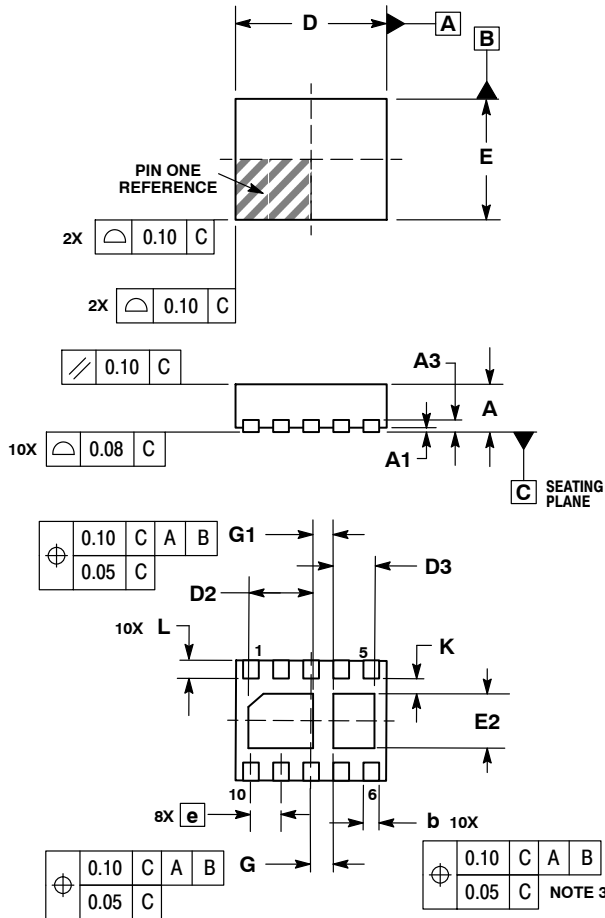 D
A
B
E
PIN ONE
REFERENCE
2X ⌓ 0.10 C
2X ⌓ 0.10 C
⫽ 0.10 C
A3
A
10X ⌓ 0.08 C
A1
C SEATING
PLANE
⌖ 0.10 C A B
0.05 C
G1
D3
D2
10X L
1
5
K
E2
10
6
8X e
b 10X
G
⌖ 0.10 C A B
0.05 C
⌖ 0.10 C A B
0.05 C NOTE 3